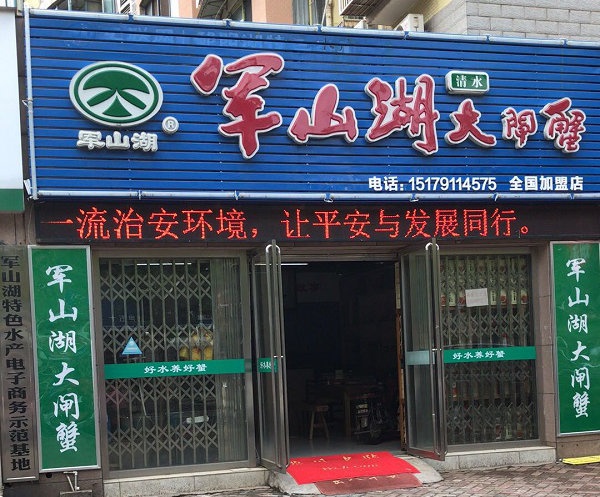 军山湖®
军山湖清水大闸蟹
电话：15179114575 全国加盟店
一流治安环境，让平安与发展同行。
军山湖特色水产电子商务示范基地
军山湖大闸蟹
好水养好蟹
好水养好蟹
军山湖大闸蟹